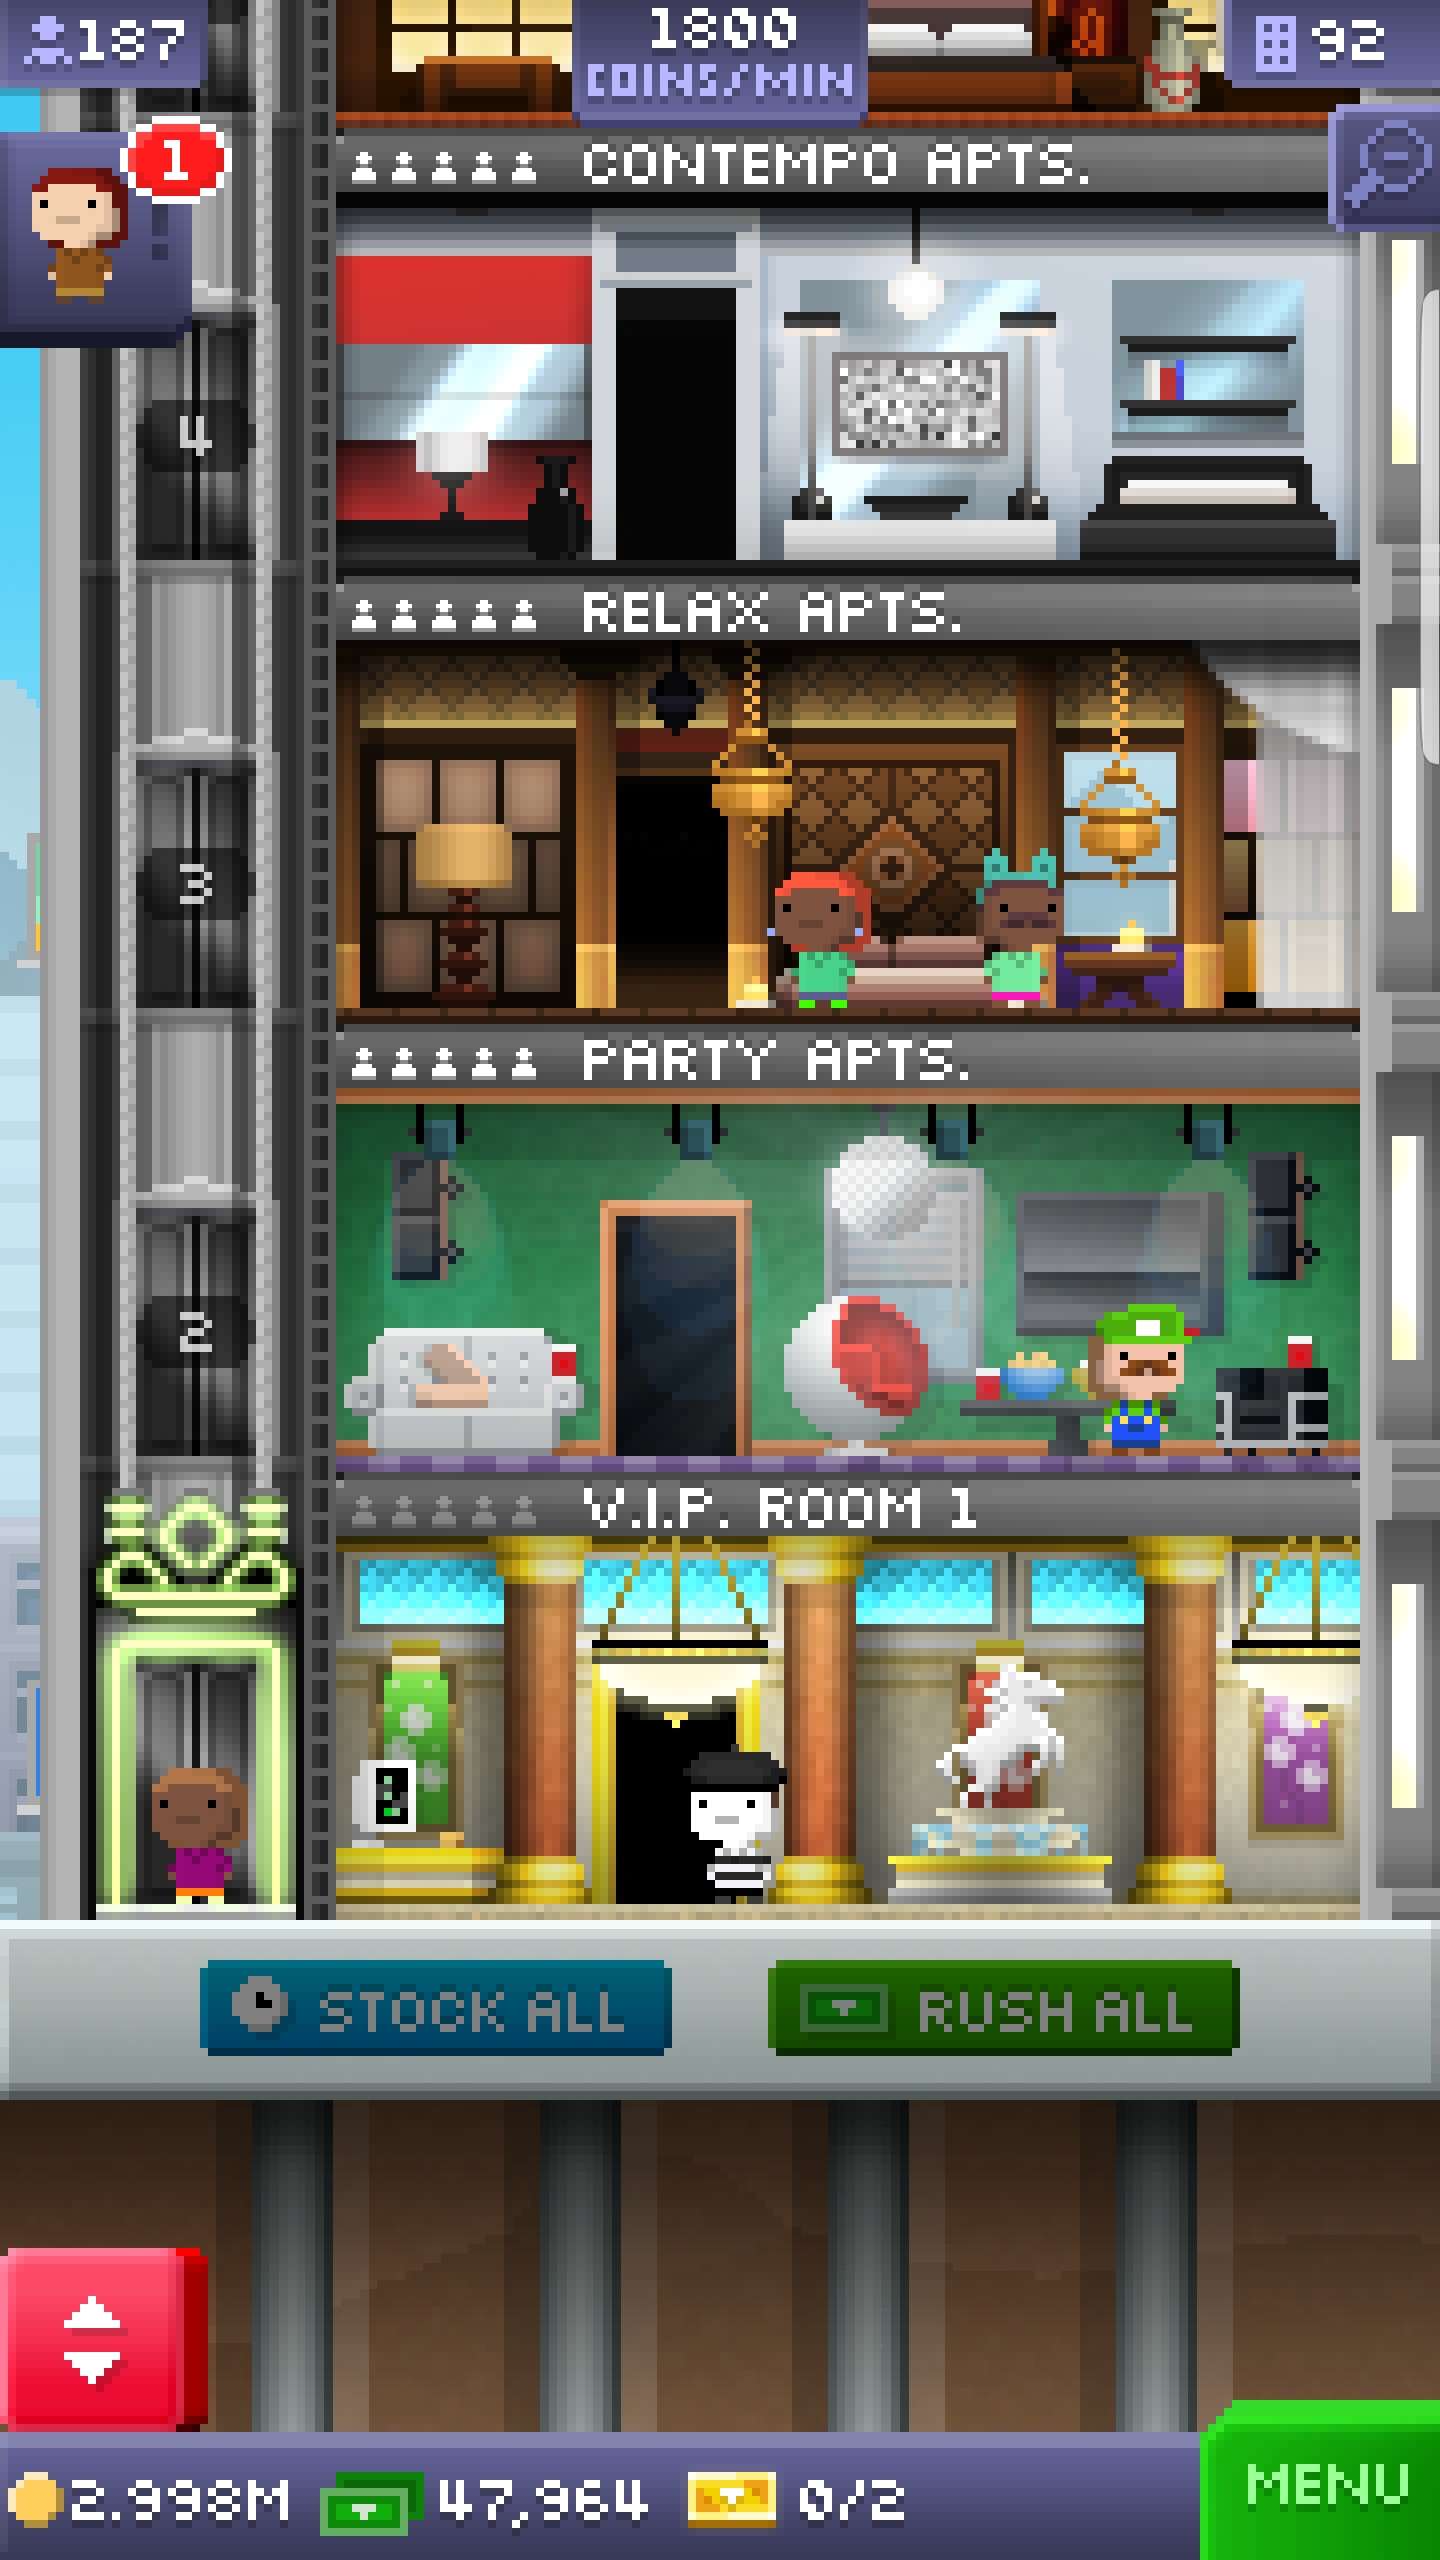 187
1800
COINS/MIN
92
1
CONTEMPO APTS.
4
RELAX APTS.
3
PARTY APTS.
2
V.I.P. ROOM 1
STOCK ALL
RUSH ALL
2.998M
47,964
0/2
MENU